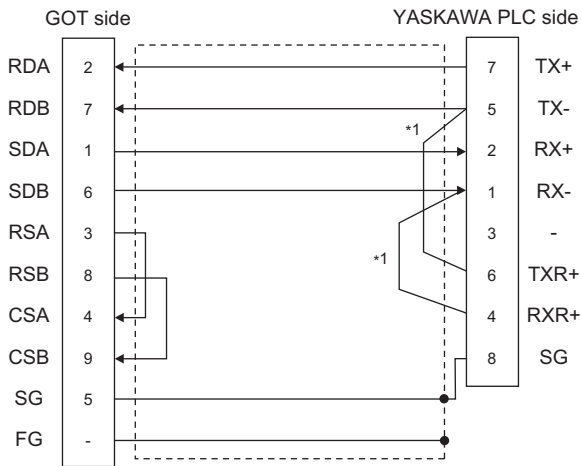 GOT side YASKAWA PLC side
RDA 2 7 TX+
RDB 7 5 TX-
*1
SDA 1 2 RX+
SDB 6 1 RX-
RSA 3 3 -
*1
RSB 8 6 TXR+
CSA 4 4 RXR+
CSB 9 8 SG
SG 5
FG -